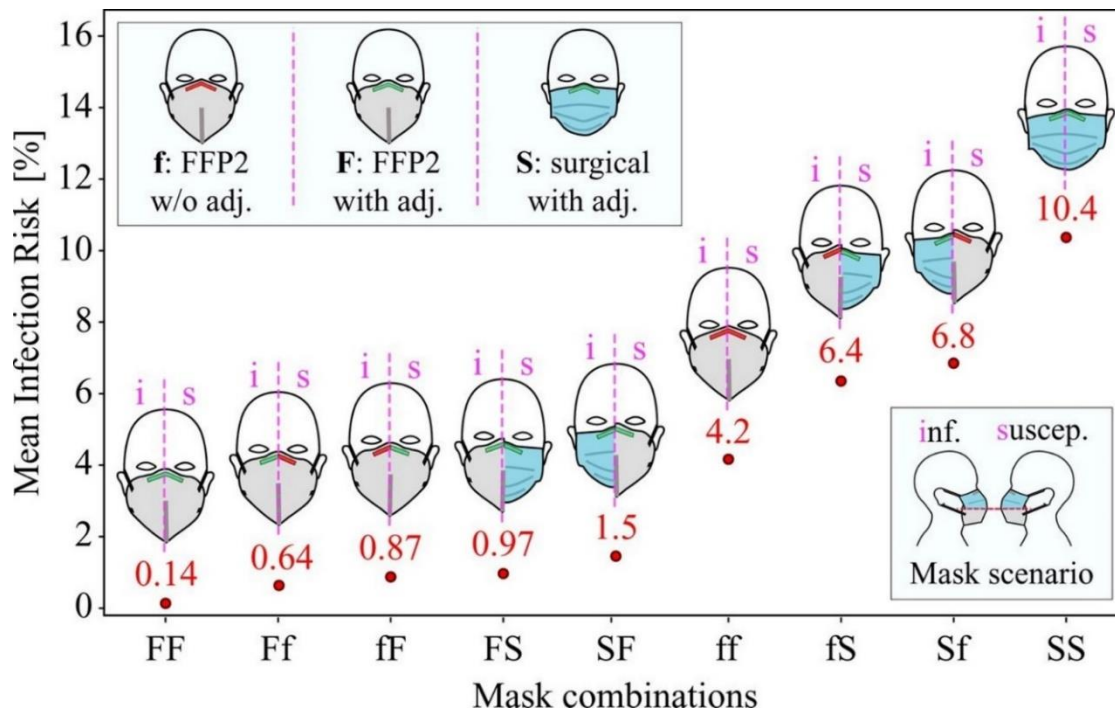 Mean Infection Risk [%]
16
14
12
10
8
6
4
2
0
f: FFP2
w/o adj.
F: FFP2
with adj.
S: surgical
with adj.
i s
0.14
i s
0.64
i s
0.87
i s
0.97
i s
1.5
i s
4.2
i s
6.4
i s
6.8
i s
10.4
inf. suscep.
Mask scenario
FF Ff fF FS SF ff fS Sf SS
Mask combinations